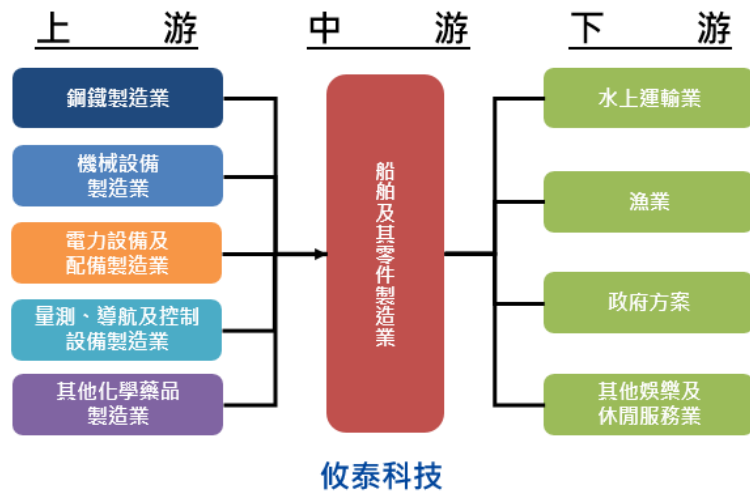 上 游
中 游
下 游
鋼鐵製造業
機械設備
製造業
電力設備及
配備製造業
量測、導航及控制
設備製造業
其他化學藥品
製造業
船舶及其零件製造業
水上運輸業
漁業
政府方案
其他娛樂及
休閒服務業
攸泰科技